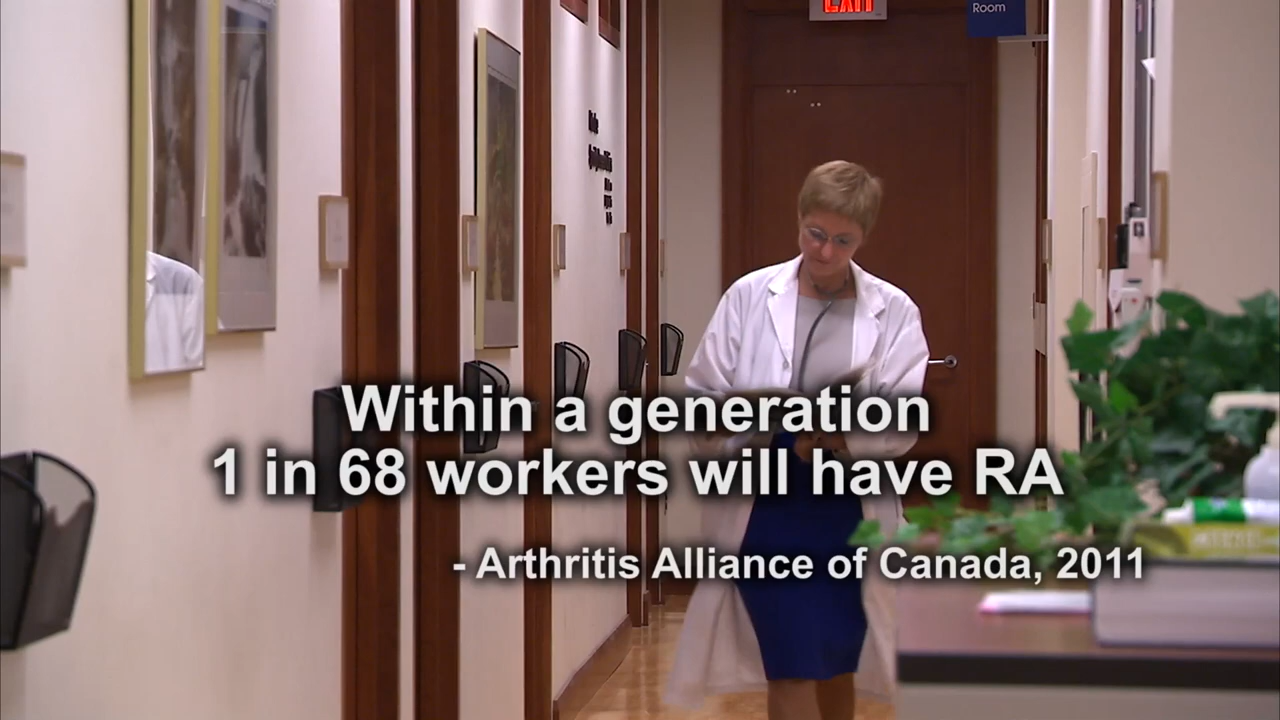 EXIT
Room
Within a generation
1 in 68 workers will have RA
- Arthritis Alliance of Canada, 2011